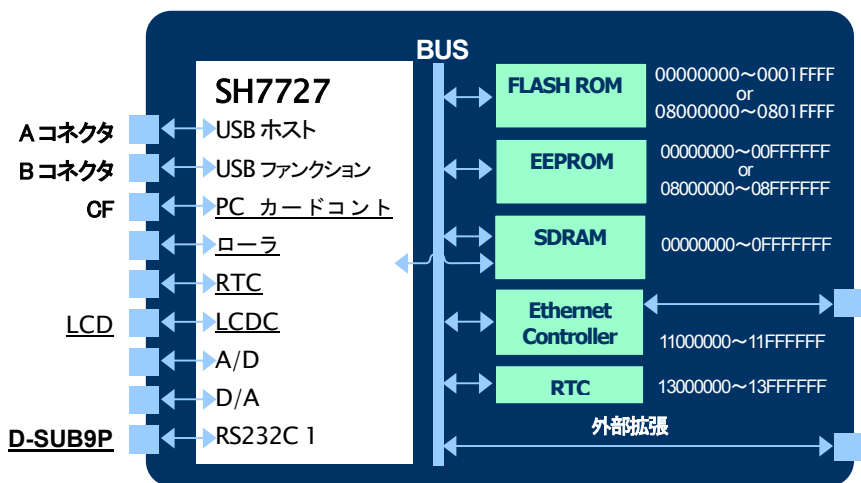 BUS
SH7727
Aコネクタ
USB ホスト
Bコネクタ
USB ファンクション
CF
PC カードコント
ローラ
RTC
LCD
LCDC
A/D
D/A
D-SUB9P
RS232C 1
FLASH ROM
00000000~0001FFFF
or
08000000~0801FFFF
EEPROM
00000000~00FFFFFF
or
08000000~08FFFFFF
SDRAM
00000000~0FFFFFFF
Ethernet
Controller
11000000~11FFFFFF
RTC
13000000~13FFFFFF
外部拡張